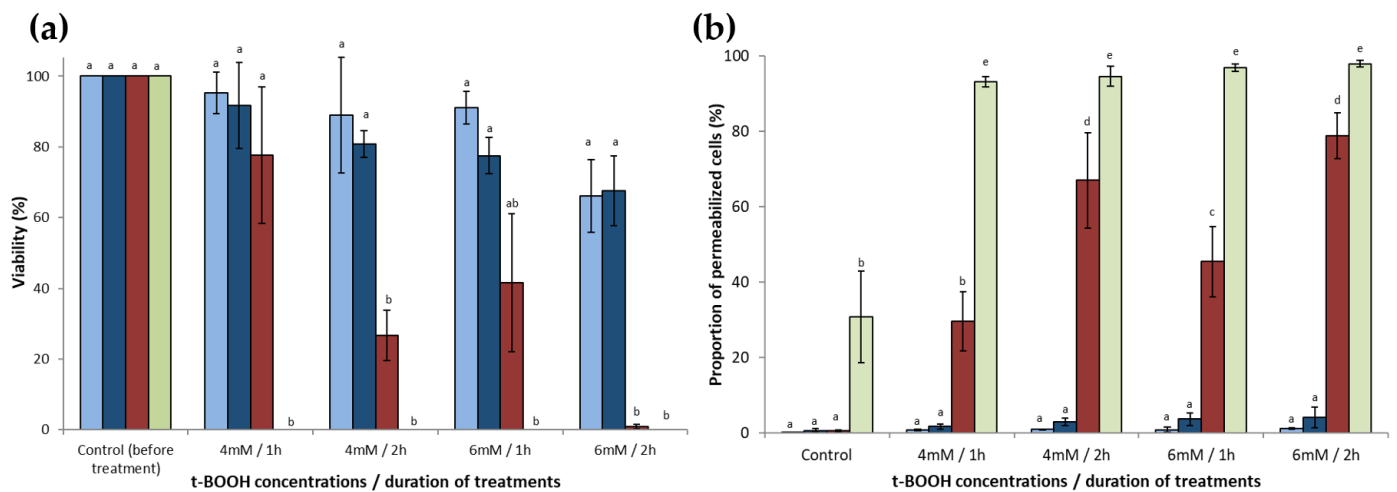 (a)
Viability (%)
100
80
60
40
20
0
a a a a
a a a b
a a b b
a a ab b
a a b b
Control (before treatment)
4mM / 1h
4mM / 2h
6mM / 1h
6mM / 2h
t-BOOH concentrations / duration of treatments
(b)
Proportion of permeabilized cells (%)
100
80
60
40
20
0
a a a b
a a b e
a a d e
a a c e
a a d e
Control
4mM / 1h
4mM / 2h
6mM / 1h
6mM / 2h
t-BOOH concentrations / duration of treatments